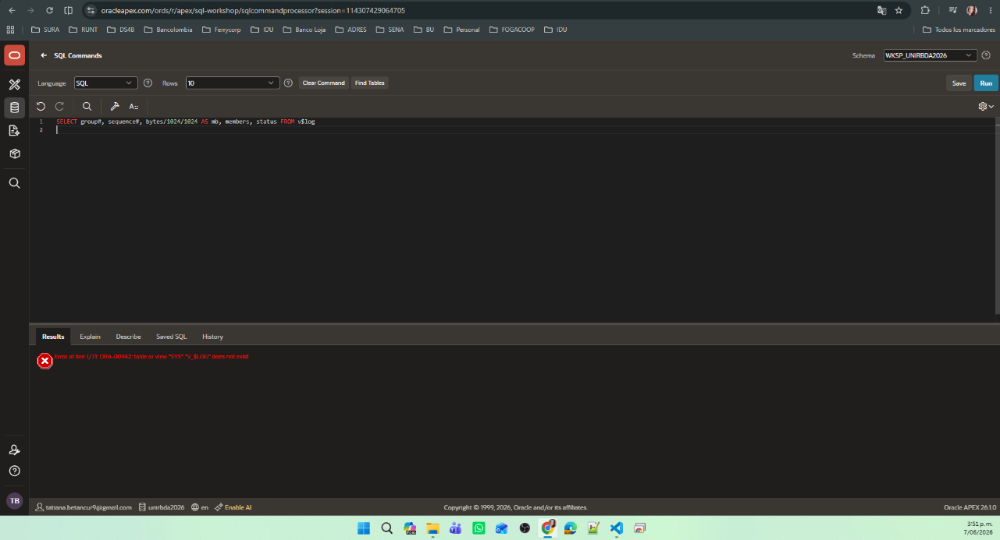 oracleapex.com/ords/r/apex/sql-workshop/sqlcommandprocessor?session=114307429064705
SURA RUNT DS4B Bancolombia Ferrycorp IDU Banco Loja ADRES SENA BU Personal FOGACOOP IDU Todos los marcadores
SQL Commands Schema WKSP_UNIRBDA2026
Language SQL Rows 10 Clear Command Find Tables Save Run
A::
1 SELECT group#, sequence#, bytes/1024/1024 AS mb, members, status FROM v$log
2
Results Explain Describe Saved SQL History
Error at line 1/71: ORA-00942: table or view "SYS"."V_$LOG" does not exist
TB
tatiana.betancur9@gmail.com unirbda2026 en Enable AI Copyright © 1999, 2026, Oracle and/or its affiliates. Oracle APEX 26.1.0
3:51 p. m.
7/06/2026